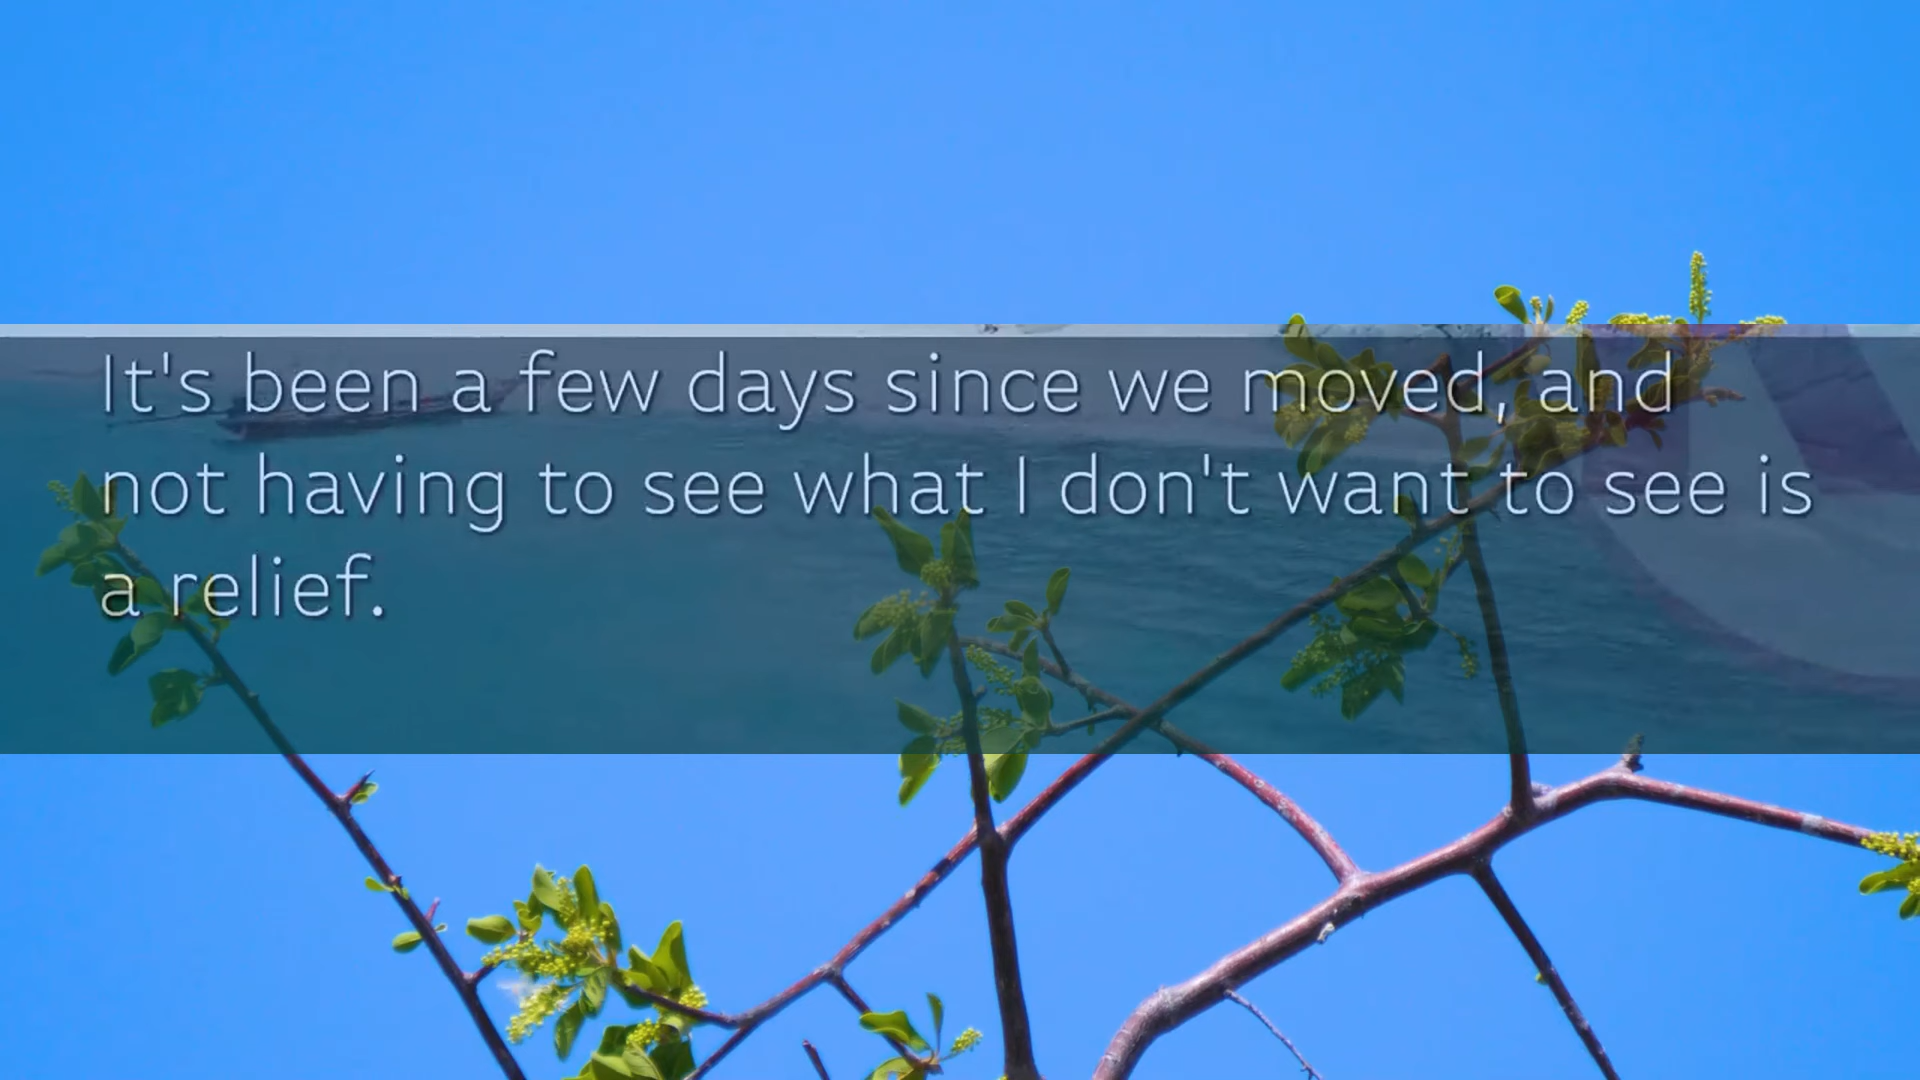 It's been a few days since we moved, and
not having to see what I don't want to see is
a relief.